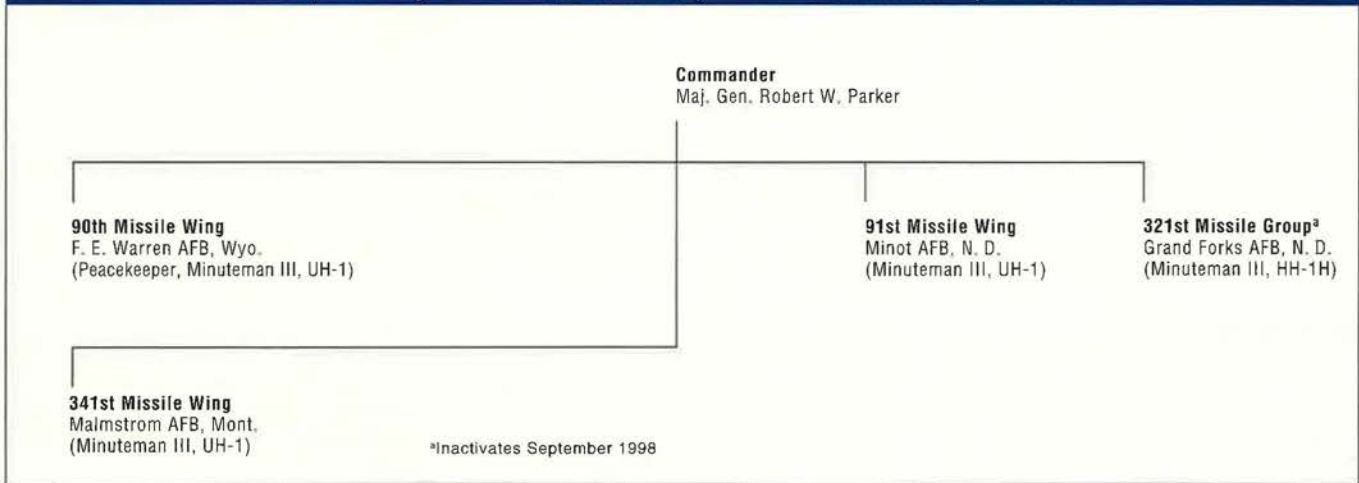 Commander
Maj. Gen. Robert W. Parker
90th Missile Wing
F. E. Warren AFB, Wyo.
(Peacekeeper, Minuteman III, UH-1)
91st Missile Wing
Minot AFB, N. D.
(Minuteman III, UH-1)
321st Missile Groupᵃ
Grand Forks AFB, N. D.
(Minuteman III, HH-1H)
341st Missile Wing
Malmstrom AFB, Mont.
(Minuteman III, UH-1)
ᵃInactivates September 1998